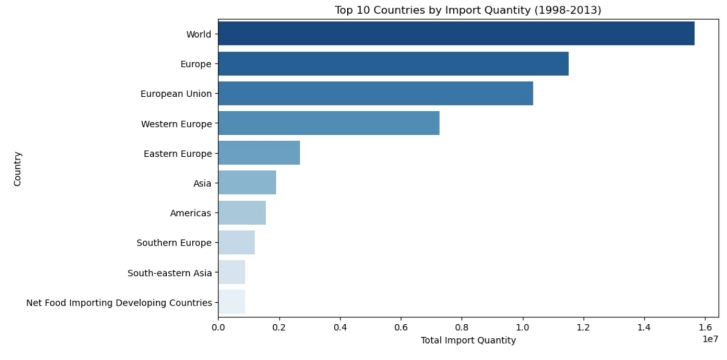 Top 10 Countries by Import Quantity (1998-2013)
World
Europe
European Union
Western Europe
Eastern Europe
Asia
Americas
Southern Europe
South-eastern Asia
Net Food Importing Developing Countries
Country
0.0 0.2 0.4 0.6 0.8 1.0 1.2 1.4 1.6
1e7
Total Import Quantity